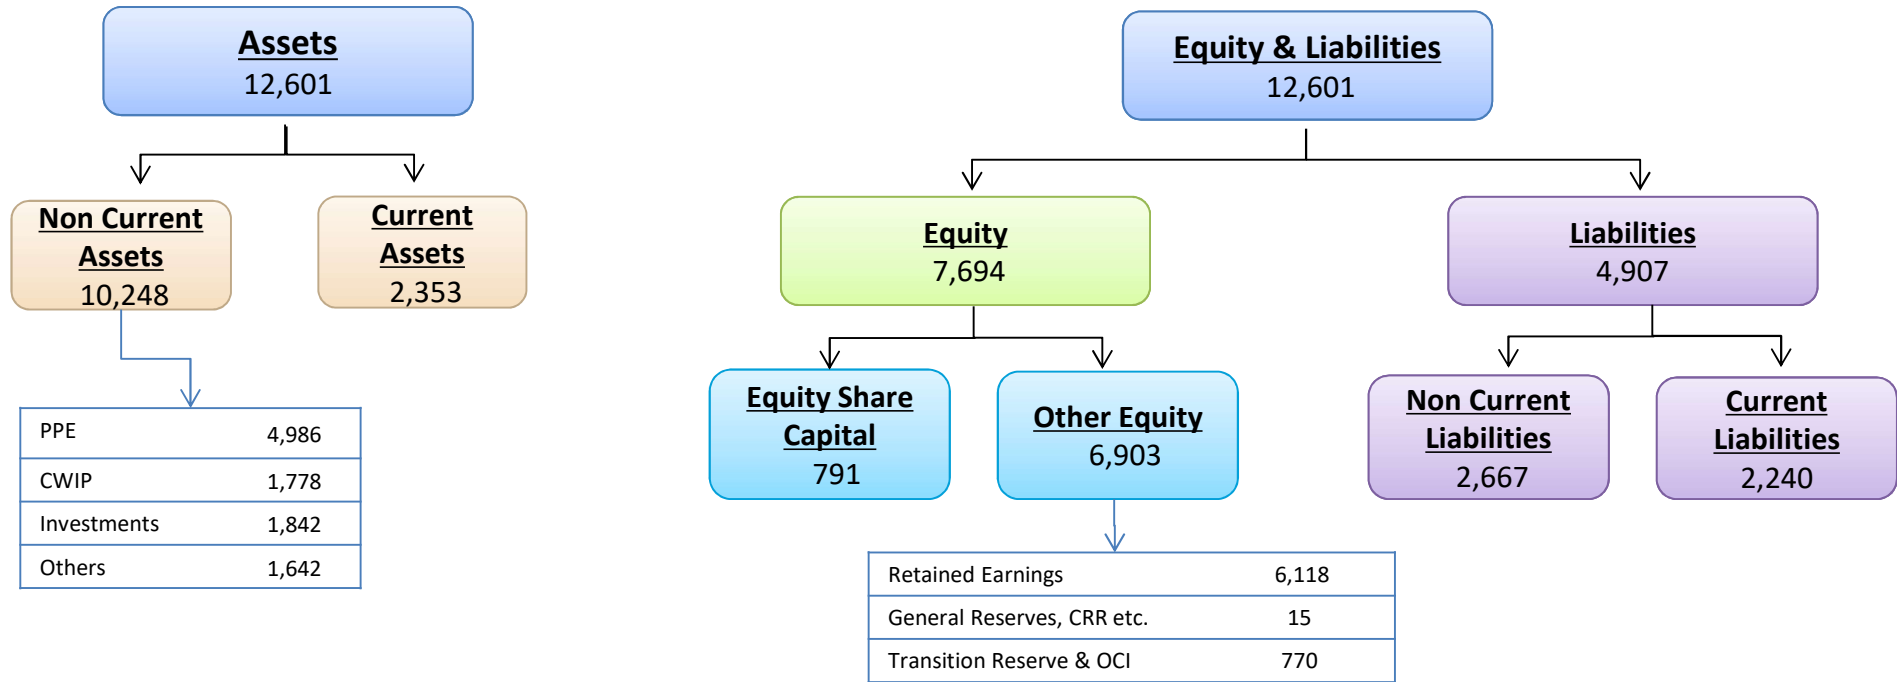 Assets
12,601
Non Current
Assets
10,248
Current
Assets
2,353
PPE 4,986
CWIP 1,778
Investments 1,842
Others 1,642
Equity & Liabilities
12,601
Equity
7,694
Liabilities
4,907
Equity Share
Capital
791
Other Equity
6,903
Non Current
Liabilities
2,667
Current
Liabilities
2,240
Retained Earnings 6,118
General Reserves, CRR etc. 15
Transition Reserve & OCI 770